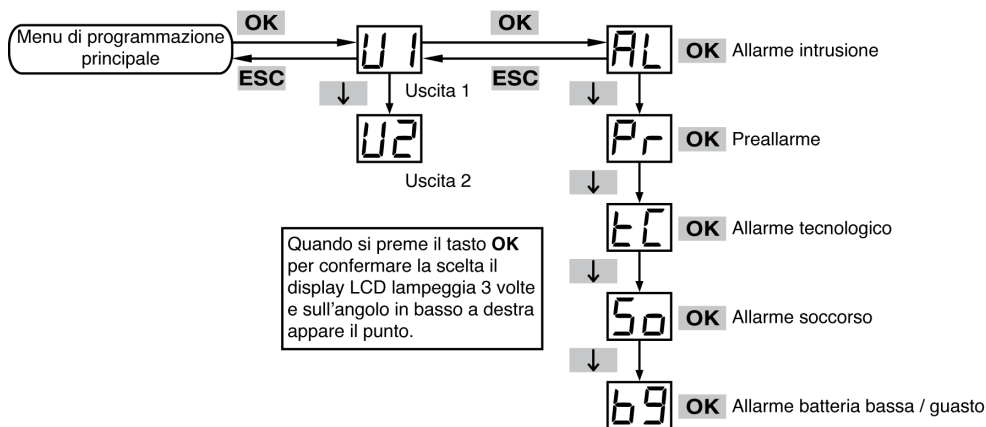 OK
OK
Menu di programmazione
principale
U1
AL
OK Allarme intrusione
ESC
ESC
↓
Uscita 1
↓
U2
Pr
OK Preallarme
Uscita 2
↓
tC
OK Allarme tecnologico
Quando si preme il tasto OK
per confermare la scelta il
display LCD lampeggia 3 volte
e sull'angolo in basso a destra
appare il punto.
↓
So
OK Allarme soccorso
↓
b9
OK Allarme batteria bassa / guasto